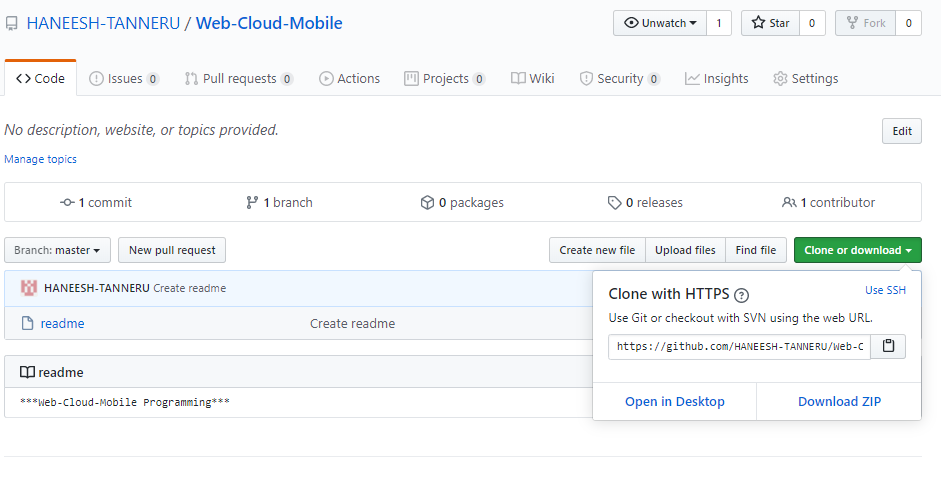 HANEESH-TANNERU / Web-Cloud-Mobile
Unwatch 1 Star 0 Fork 0
Code Issues 0 Pull requests 0 Actions Projects 0 Wiki Security 0 Insights Settings
No description, website, or topics provided. Edit
Manage topics
1 commit 1 branch 0 packages 0 releases 1 contributor
Branch: master New pull request Create new file Upload files Find file Clone or download
HANEESH-TANNERU Create readme
readme Create readme
readme
***Web-Cloud-Mobile Programming***
Clone with HTTPS ? Use SSH
Use Git or checkout with SVN using the web URL.
https://github.com/HANEESH-TANNERU/Web-C
Open in Desktop Download ZIP